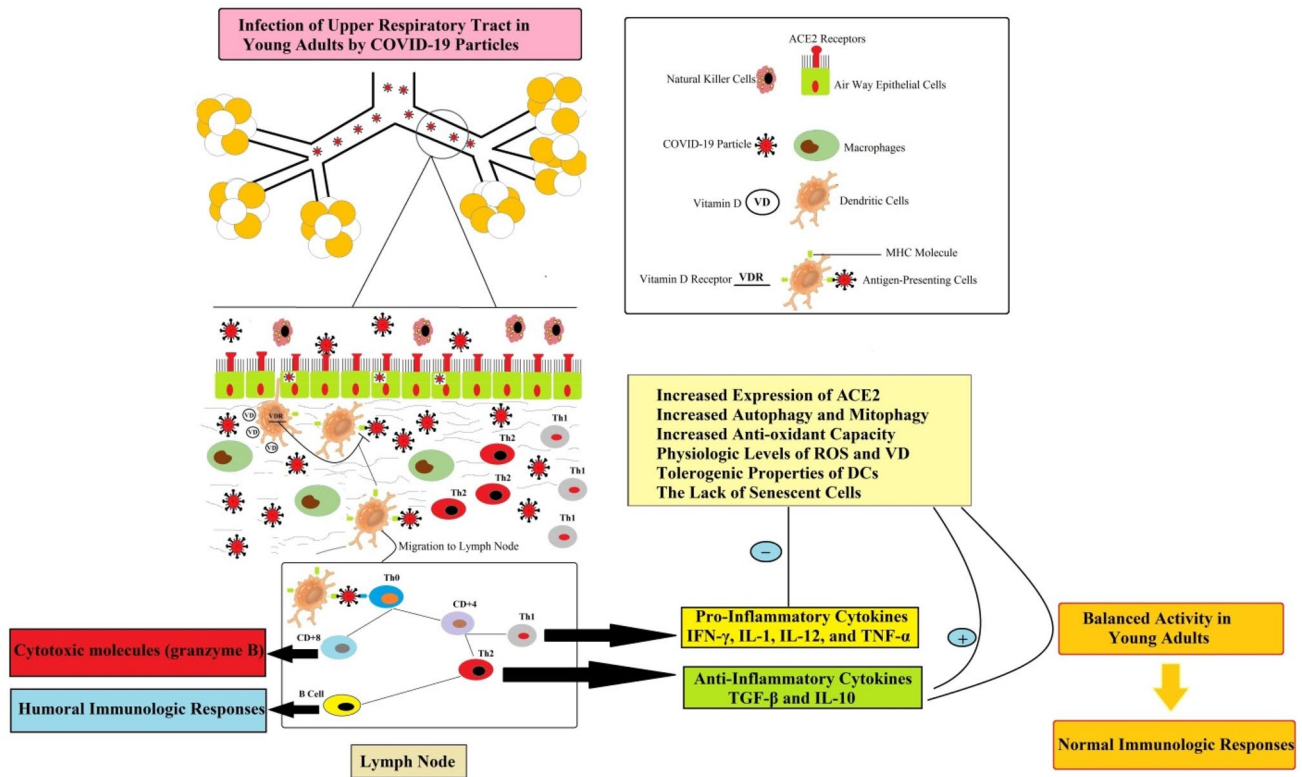 Infection of Upper Respiratory Tract in
Young Adults by COVID-19 Particles
ACE2 Receptors
Natural Killer Cells
Air Way Epithelial Cells
COVID-19 Particle
Macrophages
Vitamin D
VD
Dendritic Cells
MHC Molecule
Vitamin D Receptor
VDR
Antigen-Presenting Cells
VD
VDR
VD
VD
Th1
Th2
Th2
Th1
Th2
Th1
Migration to Lymph Node
Increased Expression of ACE2
Increased Autophagy and Mitophagy
Increased Anti-oxidant Capacity
Physiologic Levels of ROS and VD
Tolerogenic Properties of DCs
The Lack of Senescent Cells
−
+
Th0
CD+4
Th1
CD+8
Th2
B Cell
Cytotoxic molecules (granzyme B)
Humoral Immunologic Responses
Lymph Node
Pro-Inflammatory Cytokines
IFN-γ, IL-1, IL-12, and TNF-α
Anti-Inflammatory Cytokines
TGF-β and IL-10
Balanced Activity in
Young Adults
Normal Immunologic Responses